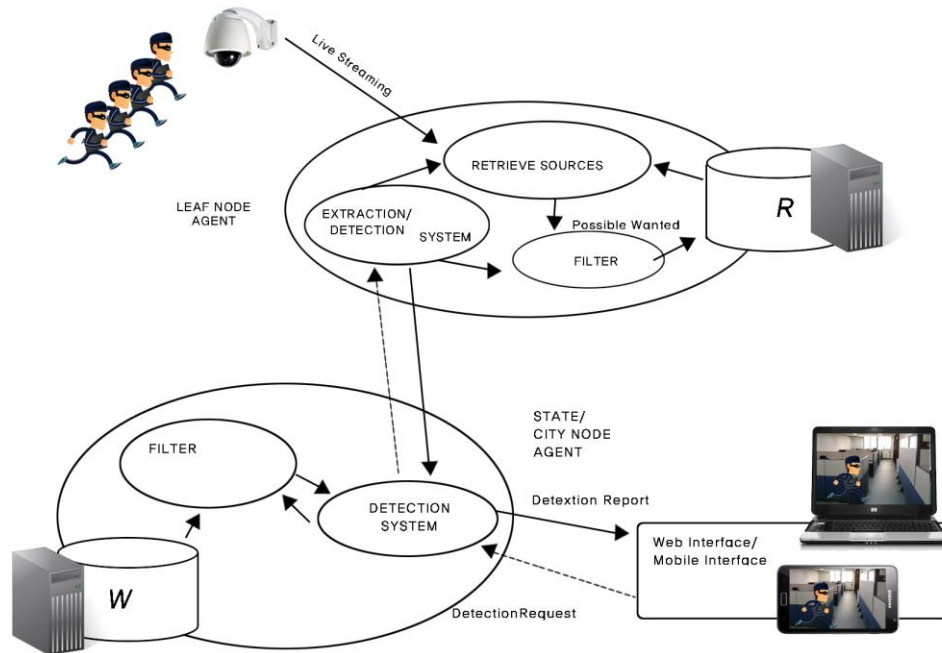 Live Streaming
RETRIEVE SOURCES
LEAF NODE
AGENT
EXTRACTION/
DETECTION
SYSTEM
Possible Wanted
FILTER
R
STATE/
CITY NODE
AGENT
FILTER
DETECTION
SYSTEM
Detextion Report
Web Interface/
Mobile Interface
W
DetectionRequest